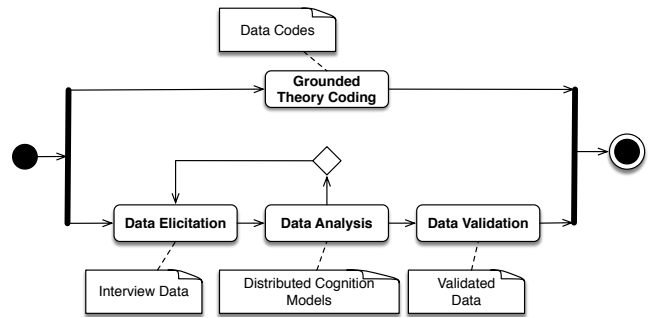 Data Codes
Grounded
Theory Coding
Data Elicitation
Data Analysis
Data Validation
Interview Data
Distributed Cognition
Models
Validated
Data